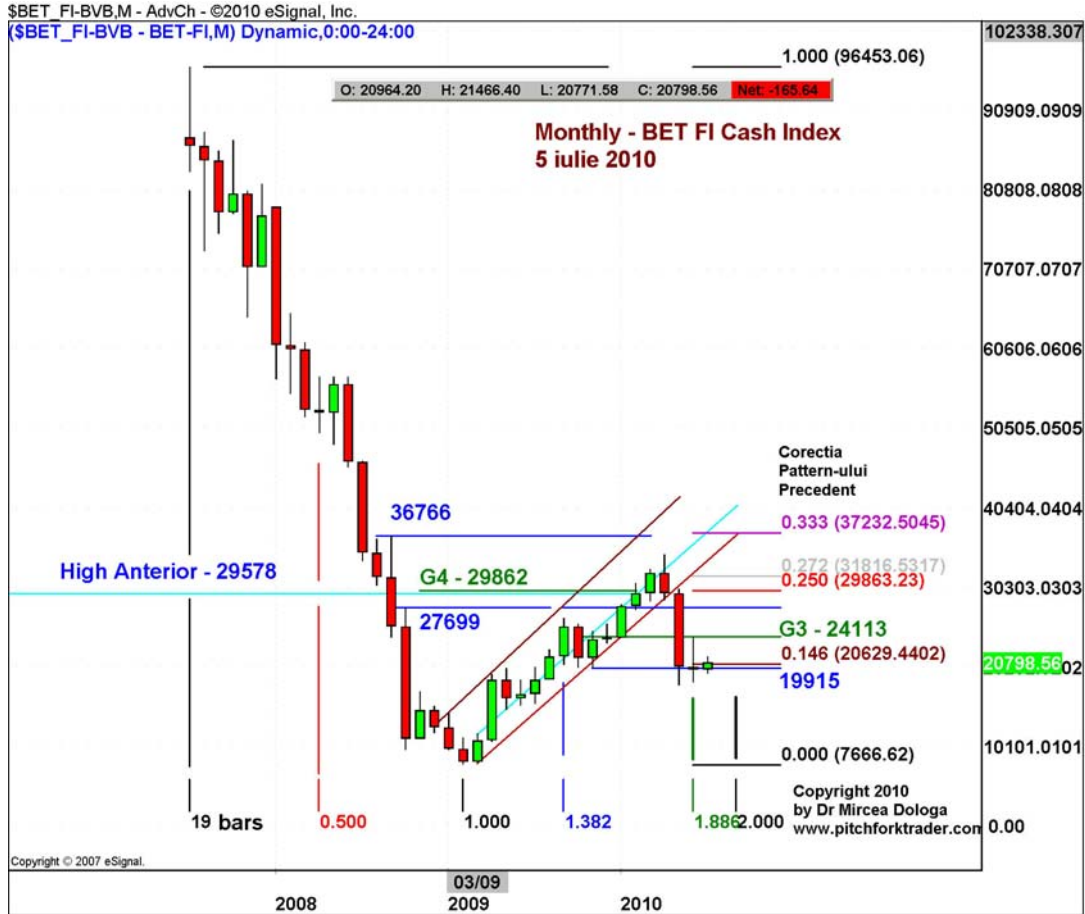 $BET_FI-BVB,M - AdvCh - ©2010 eSignal, Inc.
($BET_FI-BVB - BET-FI,M) Dynamic,0:00-24:00
102338.307
1.000 (96453.06)
O: 20964.20 H: 21466.40 L: 20771.58 C: 20798.56 Net: -165.64
90909.0909
Monthly - BET FI Cash Index
5 iulie 2010
80808.0808
70707.0707
60606.0606
50505.0505
Corectia
Pattern-ului
Precedent
40404.0404
36766
0.333 (37232.5045)
High Anterior - 29578
G4 - 29862
0.272 (31816.5317)
0.250 (29863.23)
30303.0303
27699
G3 - 24113
0.146 (20629.4402)
20798.56
02
19915
0.000 (7666.62)
10101.0101
Copyright 2010
by Dr Mircea Dologa
www.pitchforktrader.com
19 bars
0.500
1.000
1.382
1.886
2.000
0.00
Copyright © 2007 eSignal.
03/09
2008
2009
2010